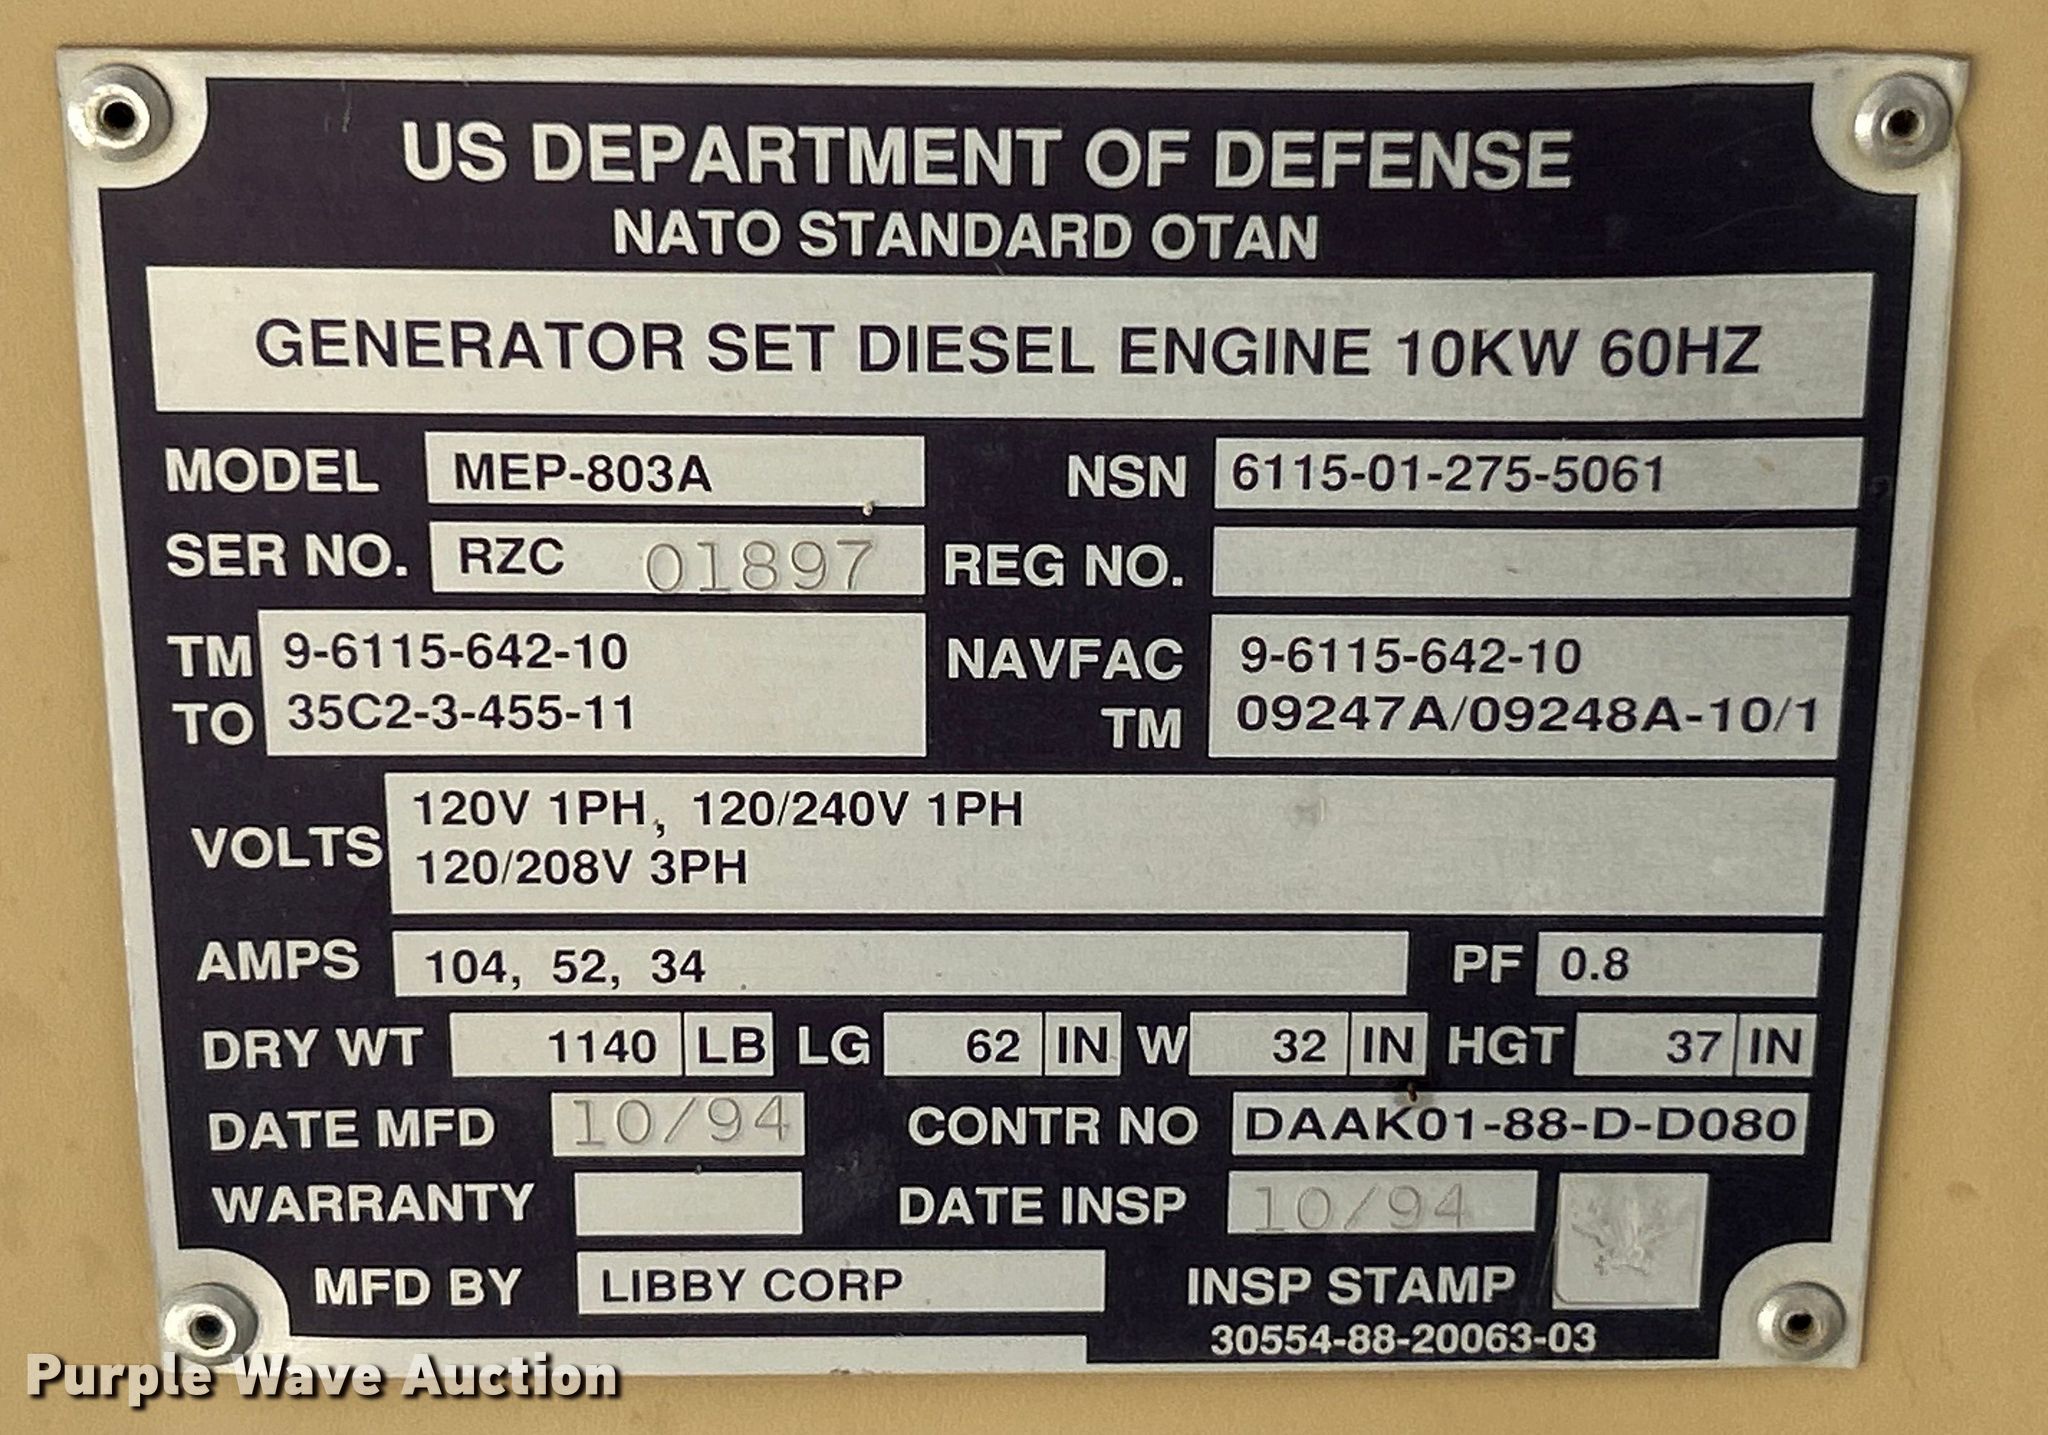 US DEPARTMENT OF DEFENSE
NATO STANDARD OTAN
GENERATOR SET DIESEL ENGINE 10KW 60HZ
MODEL MEP-803A NSN 6115-01-275-5061
SER NO. RZC 01897 REG NO.
TM 9-6115-642-10 NAVFAC 9-6115-642-10
TO 35C2-3-455-11 TM 09247A/09248A-10/1
VOLTS 120V 1PH, 120/240V 1PH
120/208V 3PH
AMPS 104, 52, 34 PF 0.8
DRY WT 1140 LB LG 62 IN W 32 IN HGT 37 IN
DATE MFD 10/94 CONTR NO DAAK01-88-D-D080
WARRANTY DATE INSP 10/94
MFD BY LIBBY CORP INSP STAMP
30554-88-20063-03
Purple Wave Auction